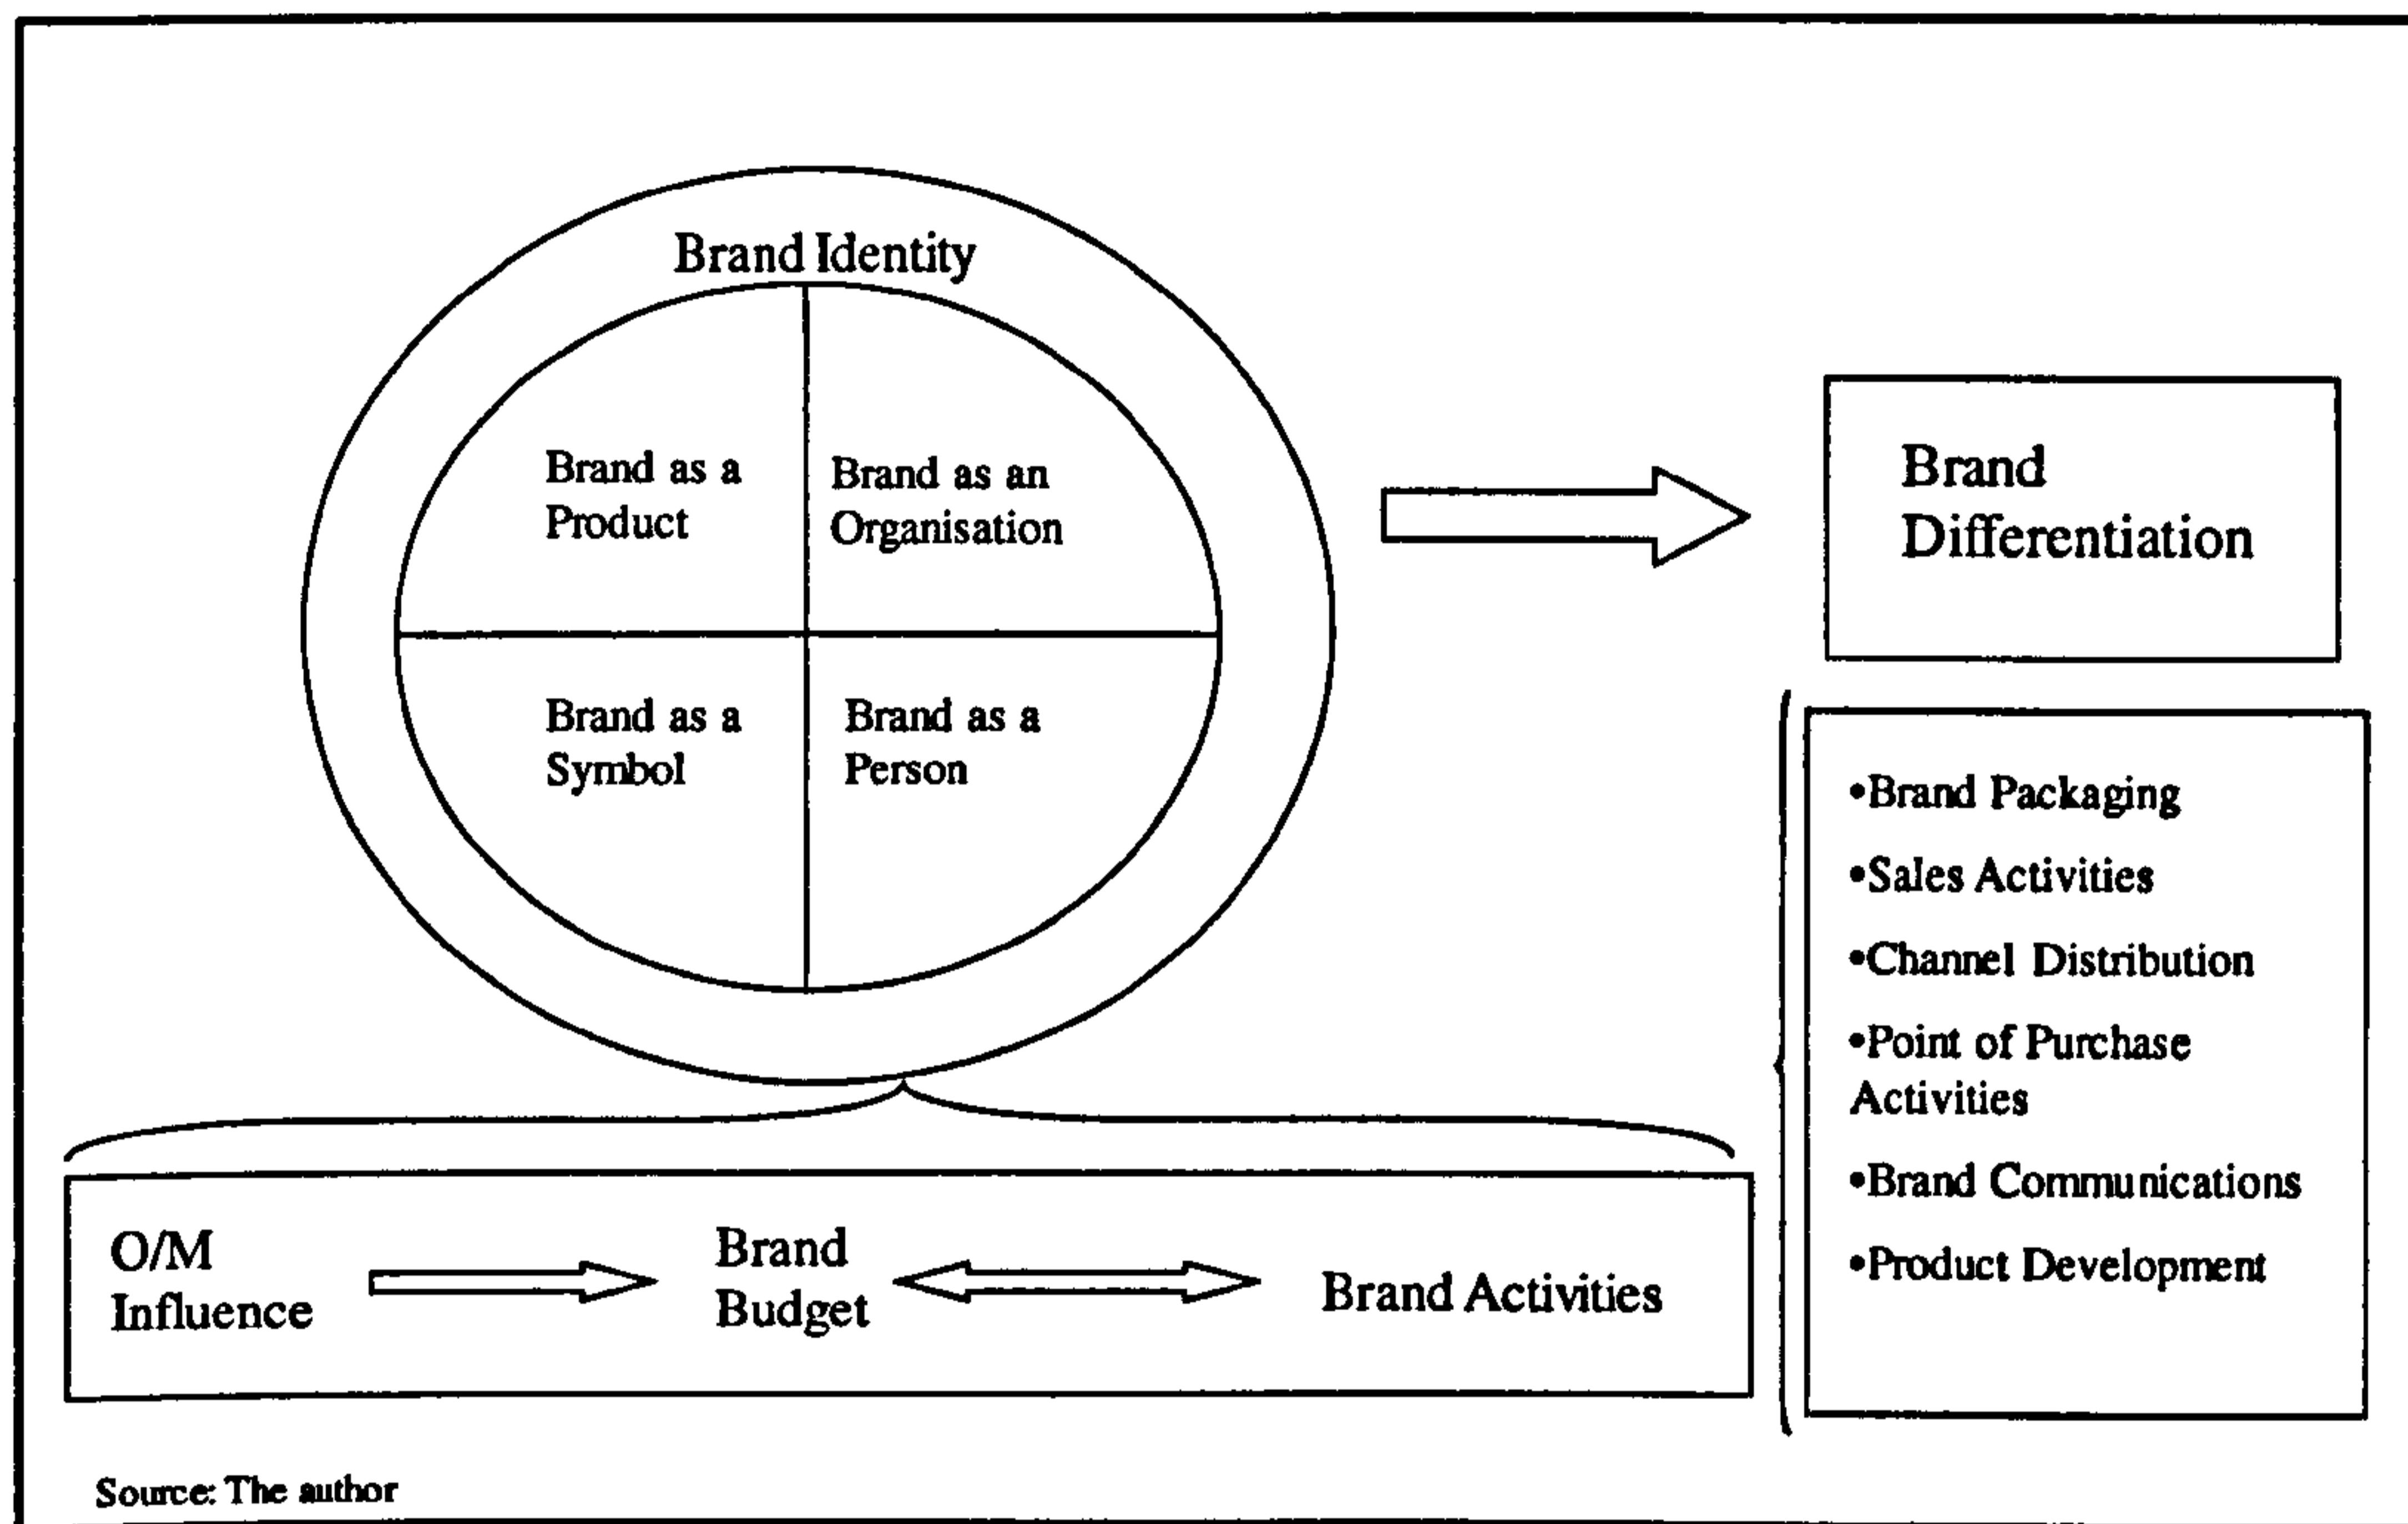 Brand Identity
Brand as a
Product
Brand as an
Organisation
Brand as a
Symbol
Brand as a
Person
Brand
Differentiation
•Brand Packaging
•Sales Activities
•Channel Distribution
•Point of Purchase
Activities
•Brand Communications
•Product Development
O/M
Influence
Brand
Budget
Brand Activities
Source: The author